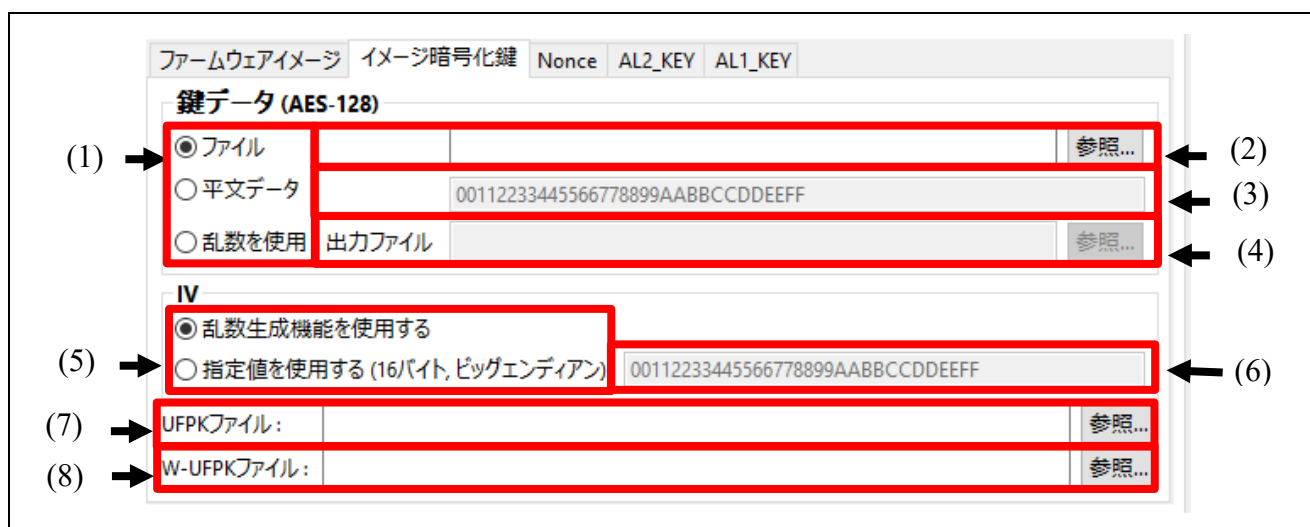 ファームウェアイメージ イメージ暗号化鍵 Nonce AL2_KEY AL1_KEY
鍵データ (AES-128)
(1) ファイル 参照... (2)
平文データ 00112233445566778899AABBCCDDEEFF (3)
乱数を使用 出力ファイル 参照... (4)
IV
乱数生成機能を使用する
(5) 指定値を使用する (16バイト, ビッグエンディアン) 00112233445566778899AABBCCDDEEFF (6)
(7) UFPKファイル : 参照...
(8) W-UFPKファイル : 参照...